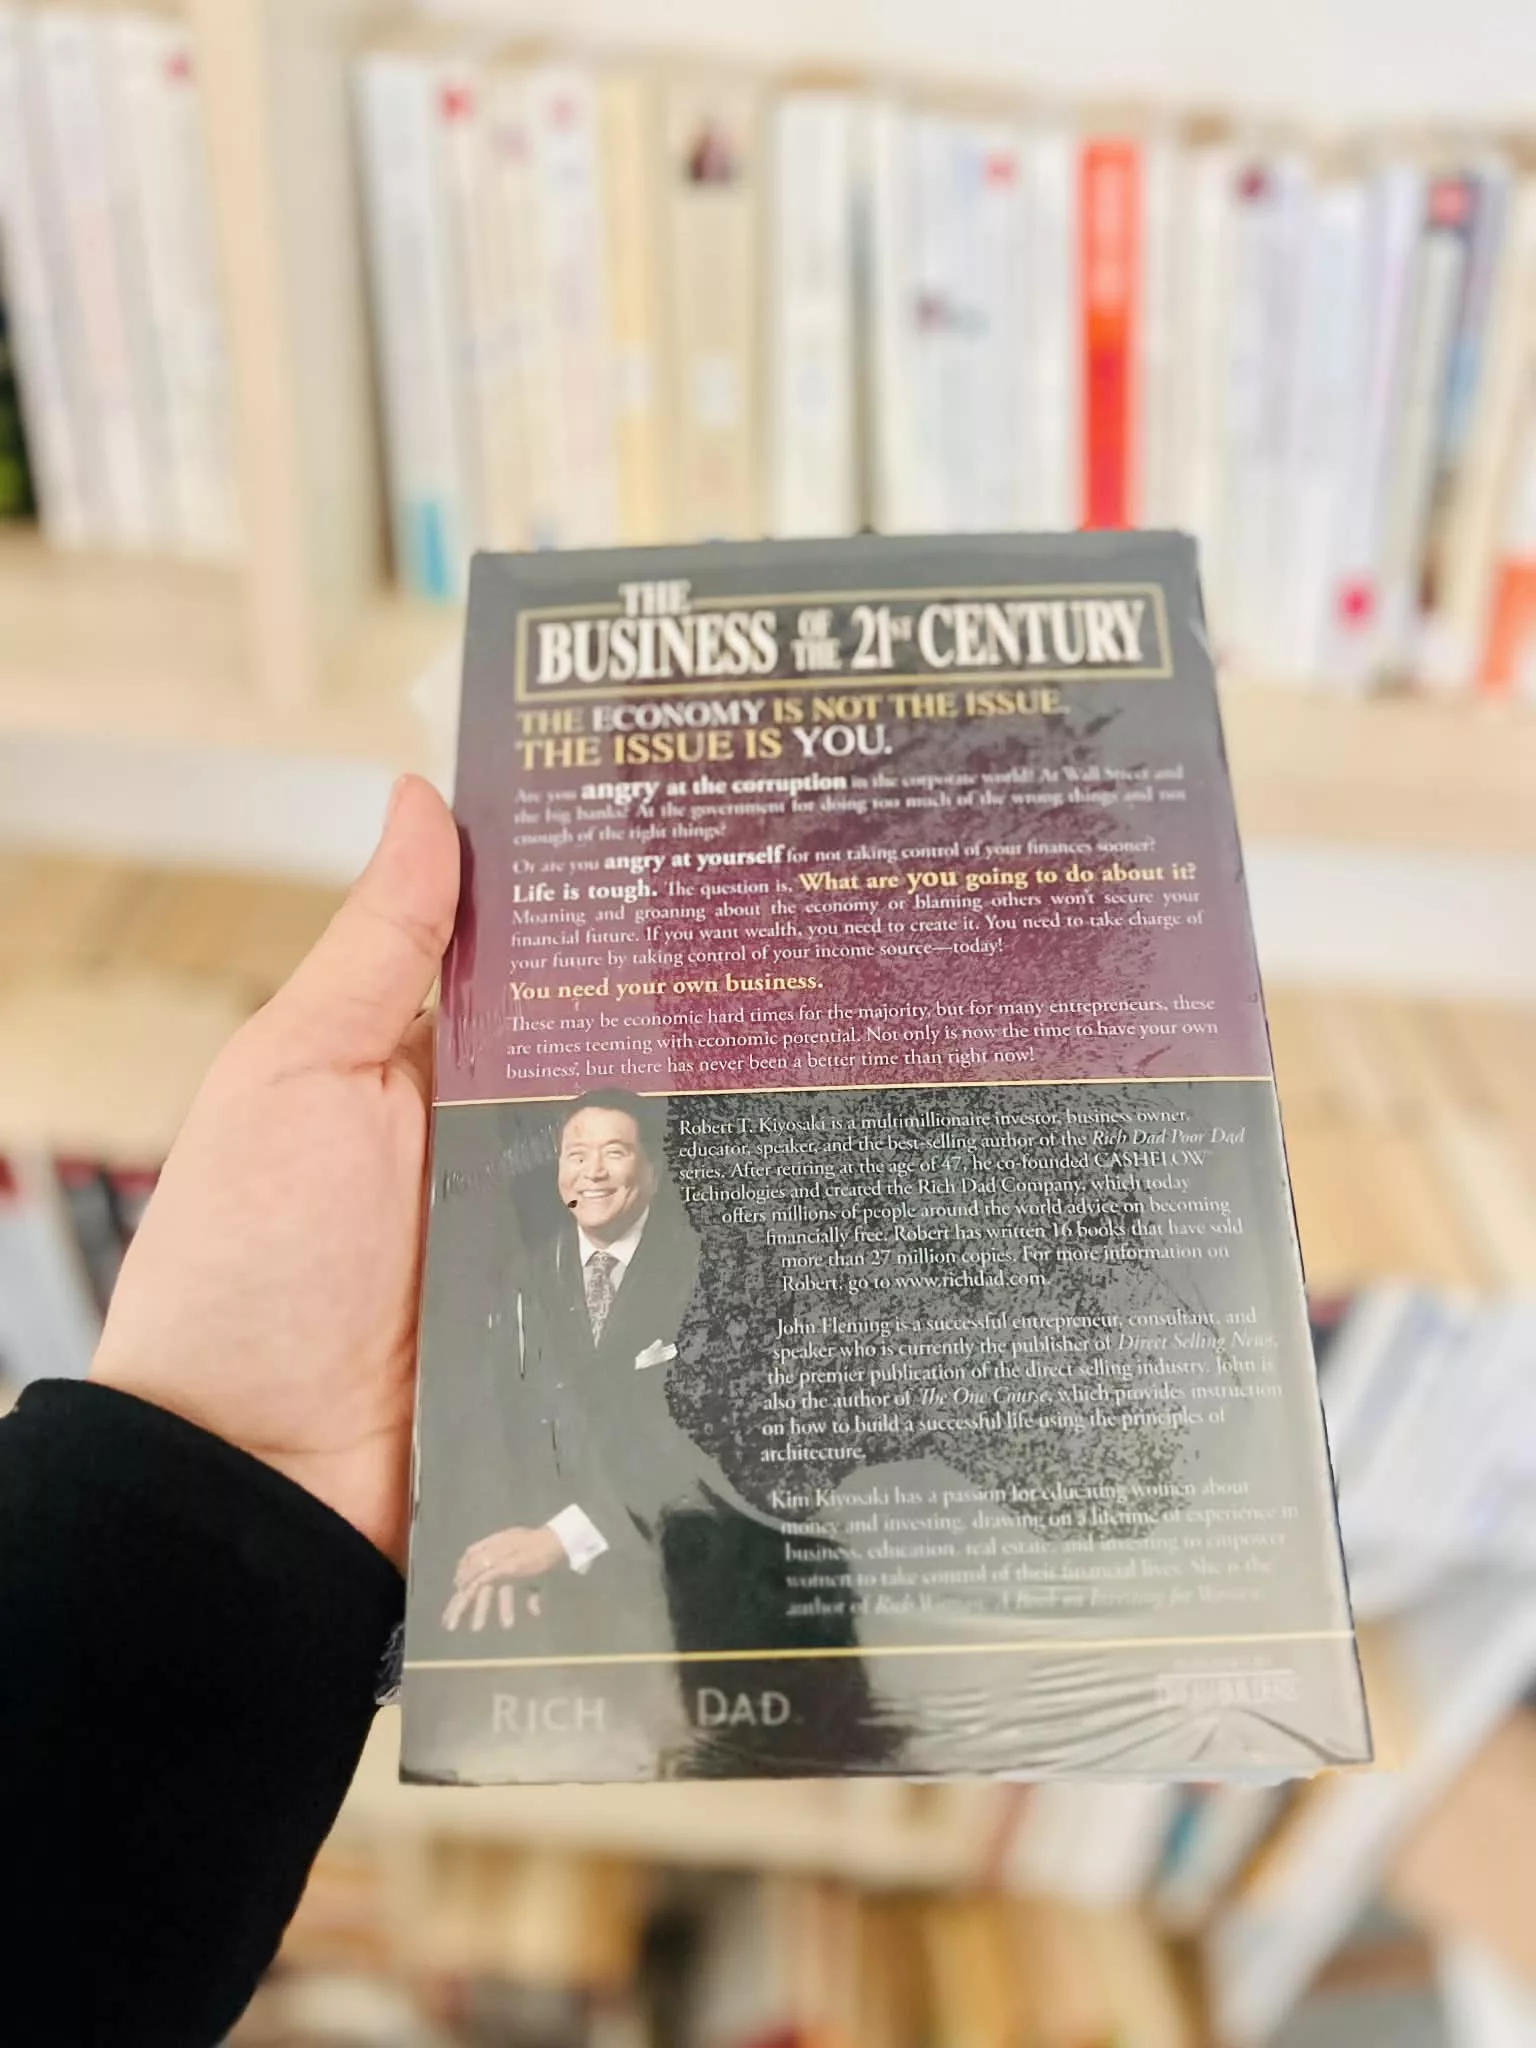 THE
BUSINESS OF THE 21ST CENTURY
THE ECONOMY IS NOT THE ISSUE.
THE ISSUE IS YOU.
Are you angry at the corruption in the corporate world? At Wall Street and
the big banks? At the government for doing too much of the wrong things and not
enough of the right things?
Or are you angry at yourself for not taking control of your finances sooner?
Life is tough. The question is, What are you going to do about it?
Moaning and groaning about the economy or blaming others won't secure your
financial future. If you want wealth, you need to create it. You need to take charge of
your future by taking control of your income source—today!
You need your own business.
These may be economic hard times for the majority, but for many entrepreneurs, these
are times teeming with economic potential. Not only is now the time to have your own
business, but there has never been a better time than right now!
Robert T. Kiyosaki is a multimillionaire investor, business owner,
educator, speaker, and the best-selling author of the Rich Dad Poor Dad
series. After retiring at the age of 47, he co-founded CASHFLOW
Technologies and created the Rich Dad Company, which today
offers millions of people around the world advice on becoming
financially free. Robert has written 16 books that have sold
more than 27 million copies. For more information on
Robert, go to www.richdad.com.
John Fleming is a successful entrepreneur, consultant, and
speaker who is currently the publisher of Direct Selling News,
the premier publication of the direct selling industry. John is
also the author of The One Course, which provides instruction
on how to build a successful life using the principles of
architecture.
Kim Kiyosaki has a passion for educating women about
money and investing, drawing on a lifetime of experience in
business, education, real estate, and investing to empower
women to take control of their financial lives. She is the
author of Rich Woman: A Book on Investing for Women.
RICH DAD